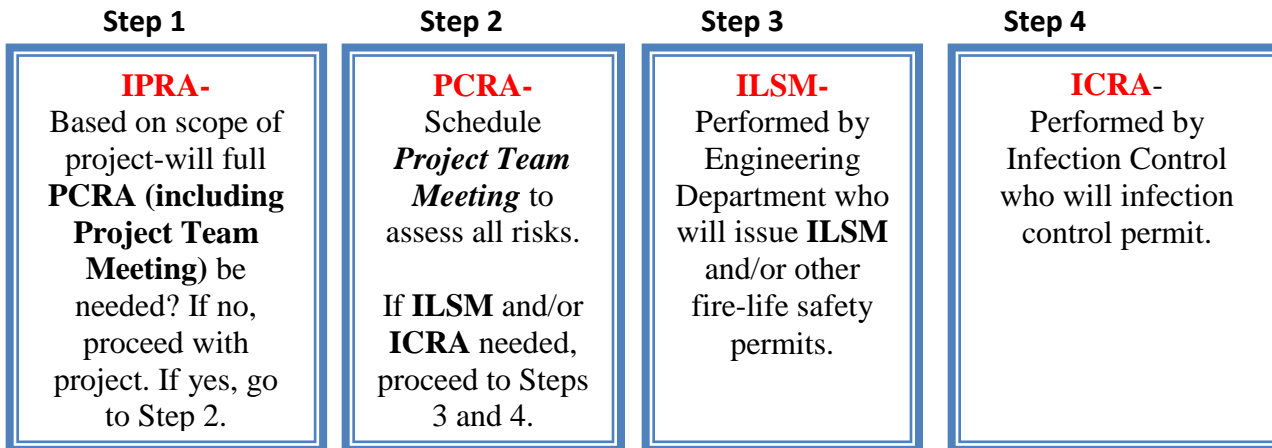 Step 1
IPRA-
Based on scope of
project-will full
PCRA (including
Project Team
Meeting) be
needed? If no,
proceed with
project. If yes, go
to Step 2.
Step 2
PCRA-
Schedule
Project Team
Meeting to
assess all risks.
If ILSM and/or
ICRA needed,
proceed to Steps
3 and 4.
Step 3
ILSM-
Performed by
Engineering
Department who
will issue ILSM
and/or other
fire-life safety
permits.
Step 4
ICRA-
Performed by
Infection Control
who will infection
control permit.